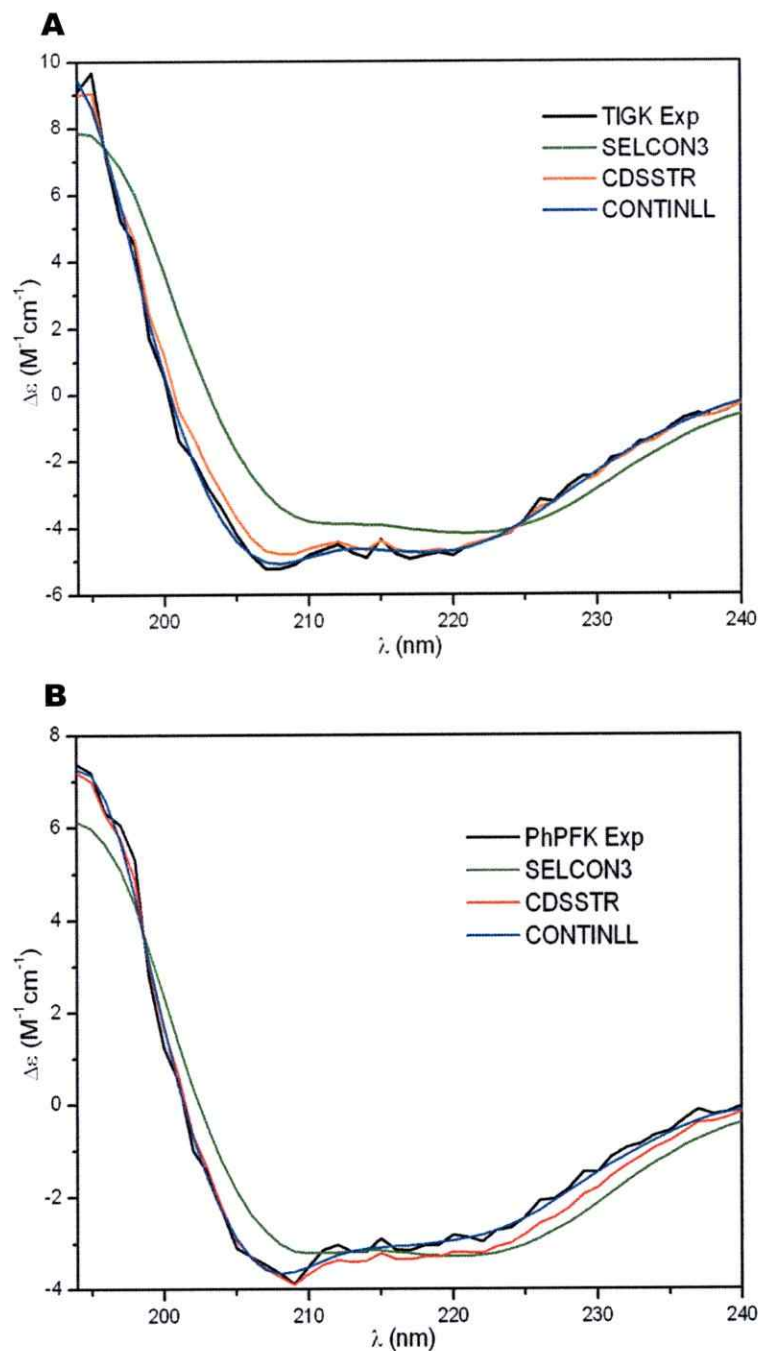 A
10
8
6
4
2
0
-2
-4
-6
Δε (M⁻¹cm⁻¹)
TIGK Exp
SELCON3
CDSSTR
CONTINLL
200
210
220
230
240
λ (nm)
B
8
6
4
2
0
-2
-4
Δε (M⁻¹cm⁻¹)
PhPFK Exp
SELCON3
CDSSTR
CONTINLL
200
210
220
230
240
λ (nm)